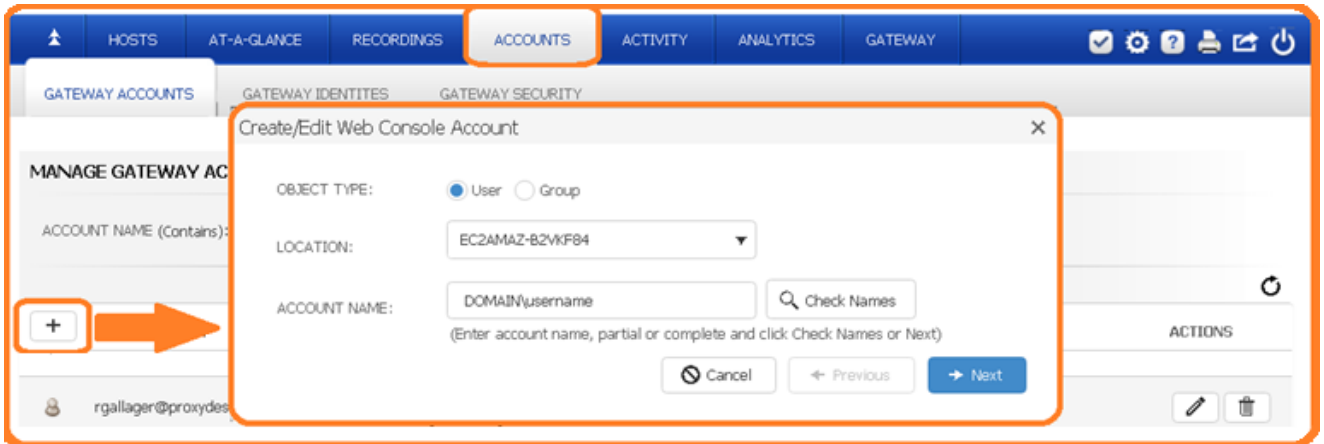 HOSTS AT-A-GLANCE RECORDINGS ACCOUNTS ACTIVITY ANALYTICS GATEWAY
GATEWAY ACCOUNTS GATEWAY IDENTITES GATEWAY SECURITY
Create/Edit Web Console Account
MANAGE GATEWAY AC
OBJECT TYPE: User Group
ACCOUNT NAME (Contains):
LOCATION: EC2AMAZ-B2VKF84
ACCOUNT NAME: DOMAIN\username Check Names
(Enter account name, partial or complete and click Check Names or Next)
ACTIONS
Cancel Previous Next
rgallager@proxydes